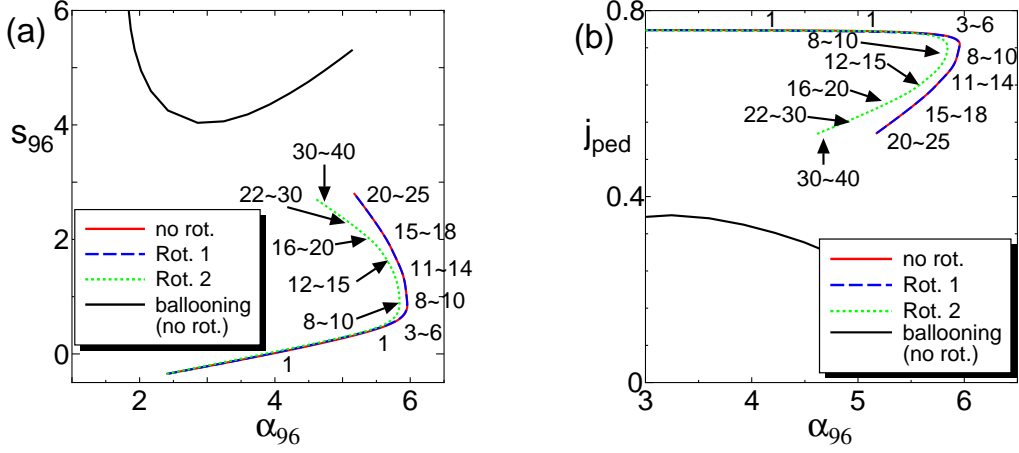 (a)
6
4
2
0
s96
2
4
6
α96
30~40
22~30
20~25
16~20
15~18
12~15
11~14
8~10
8~10
3~6
1
1
no rot.
Rot. 1
Rot. 2
ballooning
(no rot.)
(b)
0.8
0.4
0
jped
3
4
5
6
α96
1
1
3~6
8~10
8~10
12~15
11~14
16~20
15~18
22~30
20~25
30~40
no rot.
Rot. 1
Rot. 2
ballooning
(no rot.)